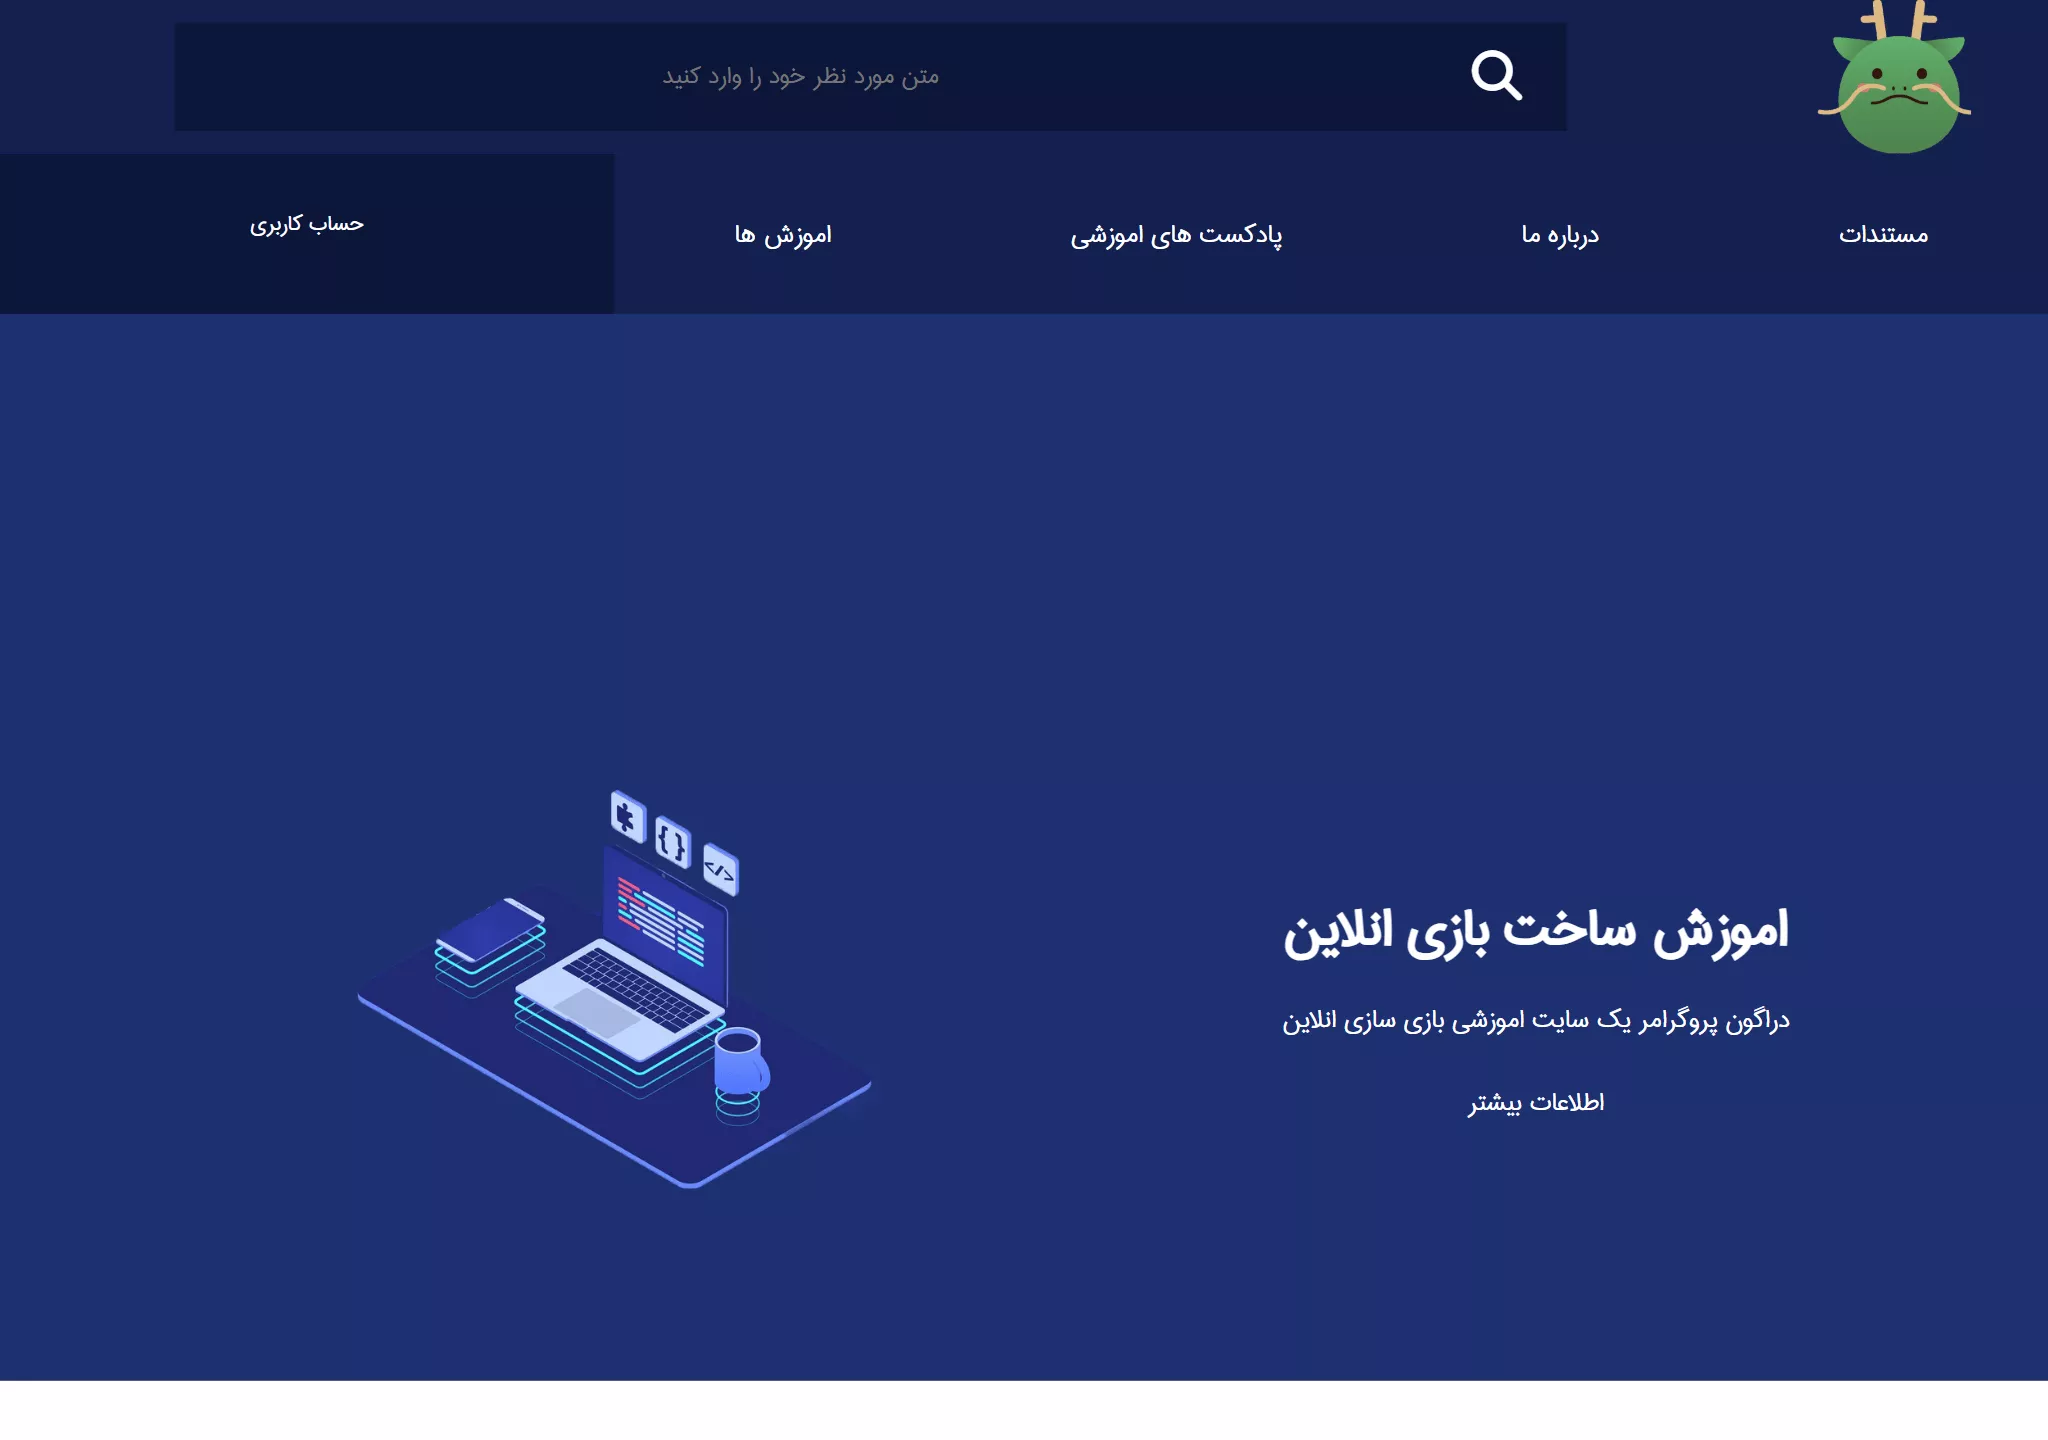 متن مورد نظر خود را وارد کنید
مستندات
درباره ما
پادکست های اموزشی
اموزش ها
حساب کاربری
{ }
</>
اموزش ساخت بازی انلاین
دراگون پروگرامر یک سایت اموزشی بازی سازی انلاین
اطلاعات بیشتر